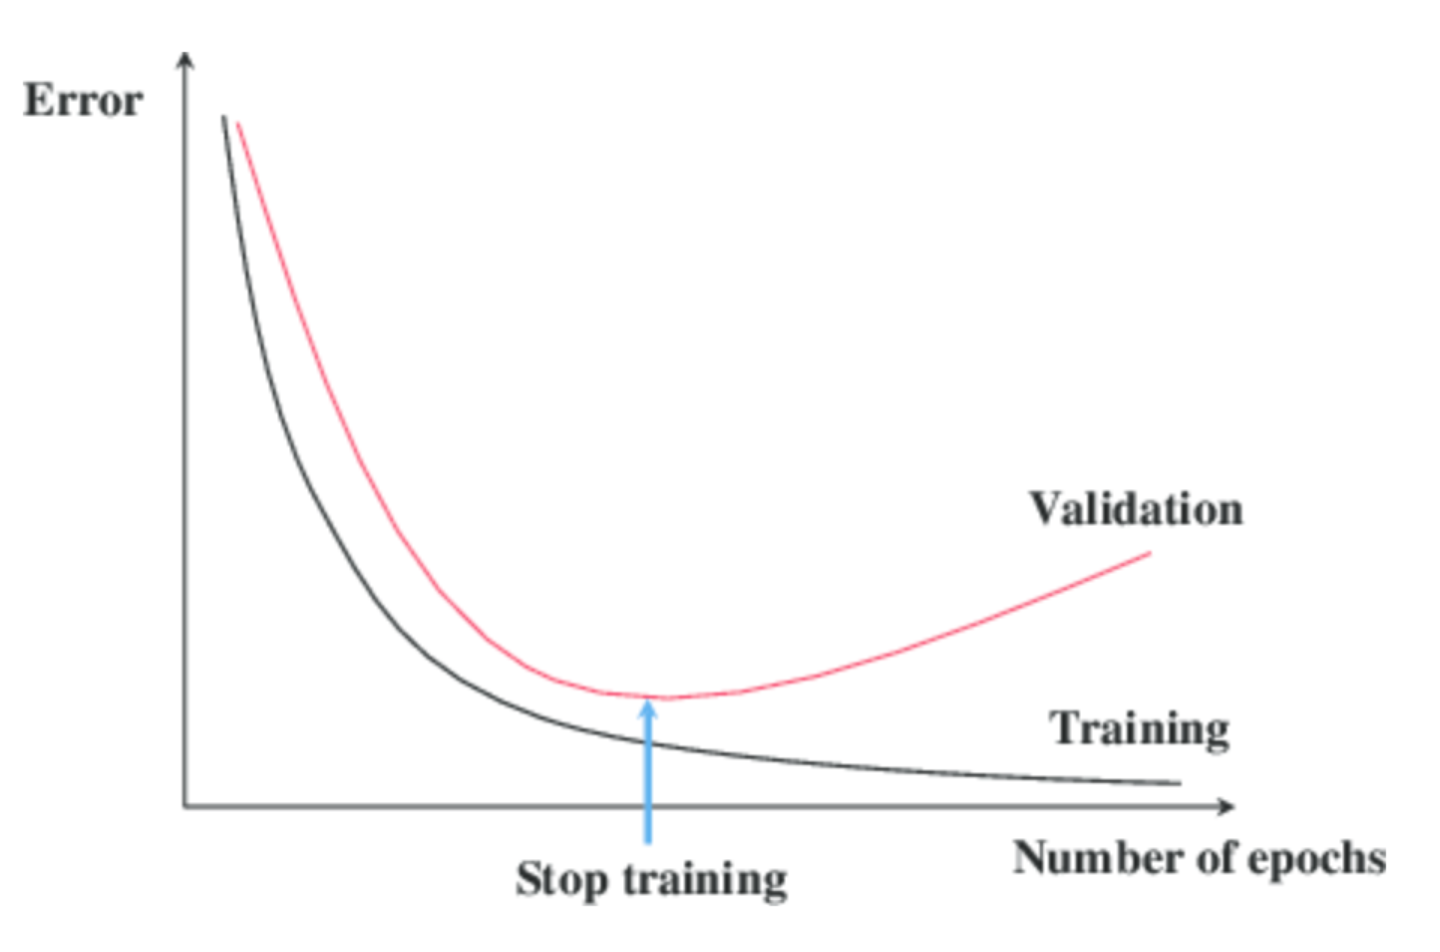 Error
Validation
Training
Number of epochs
Stop training